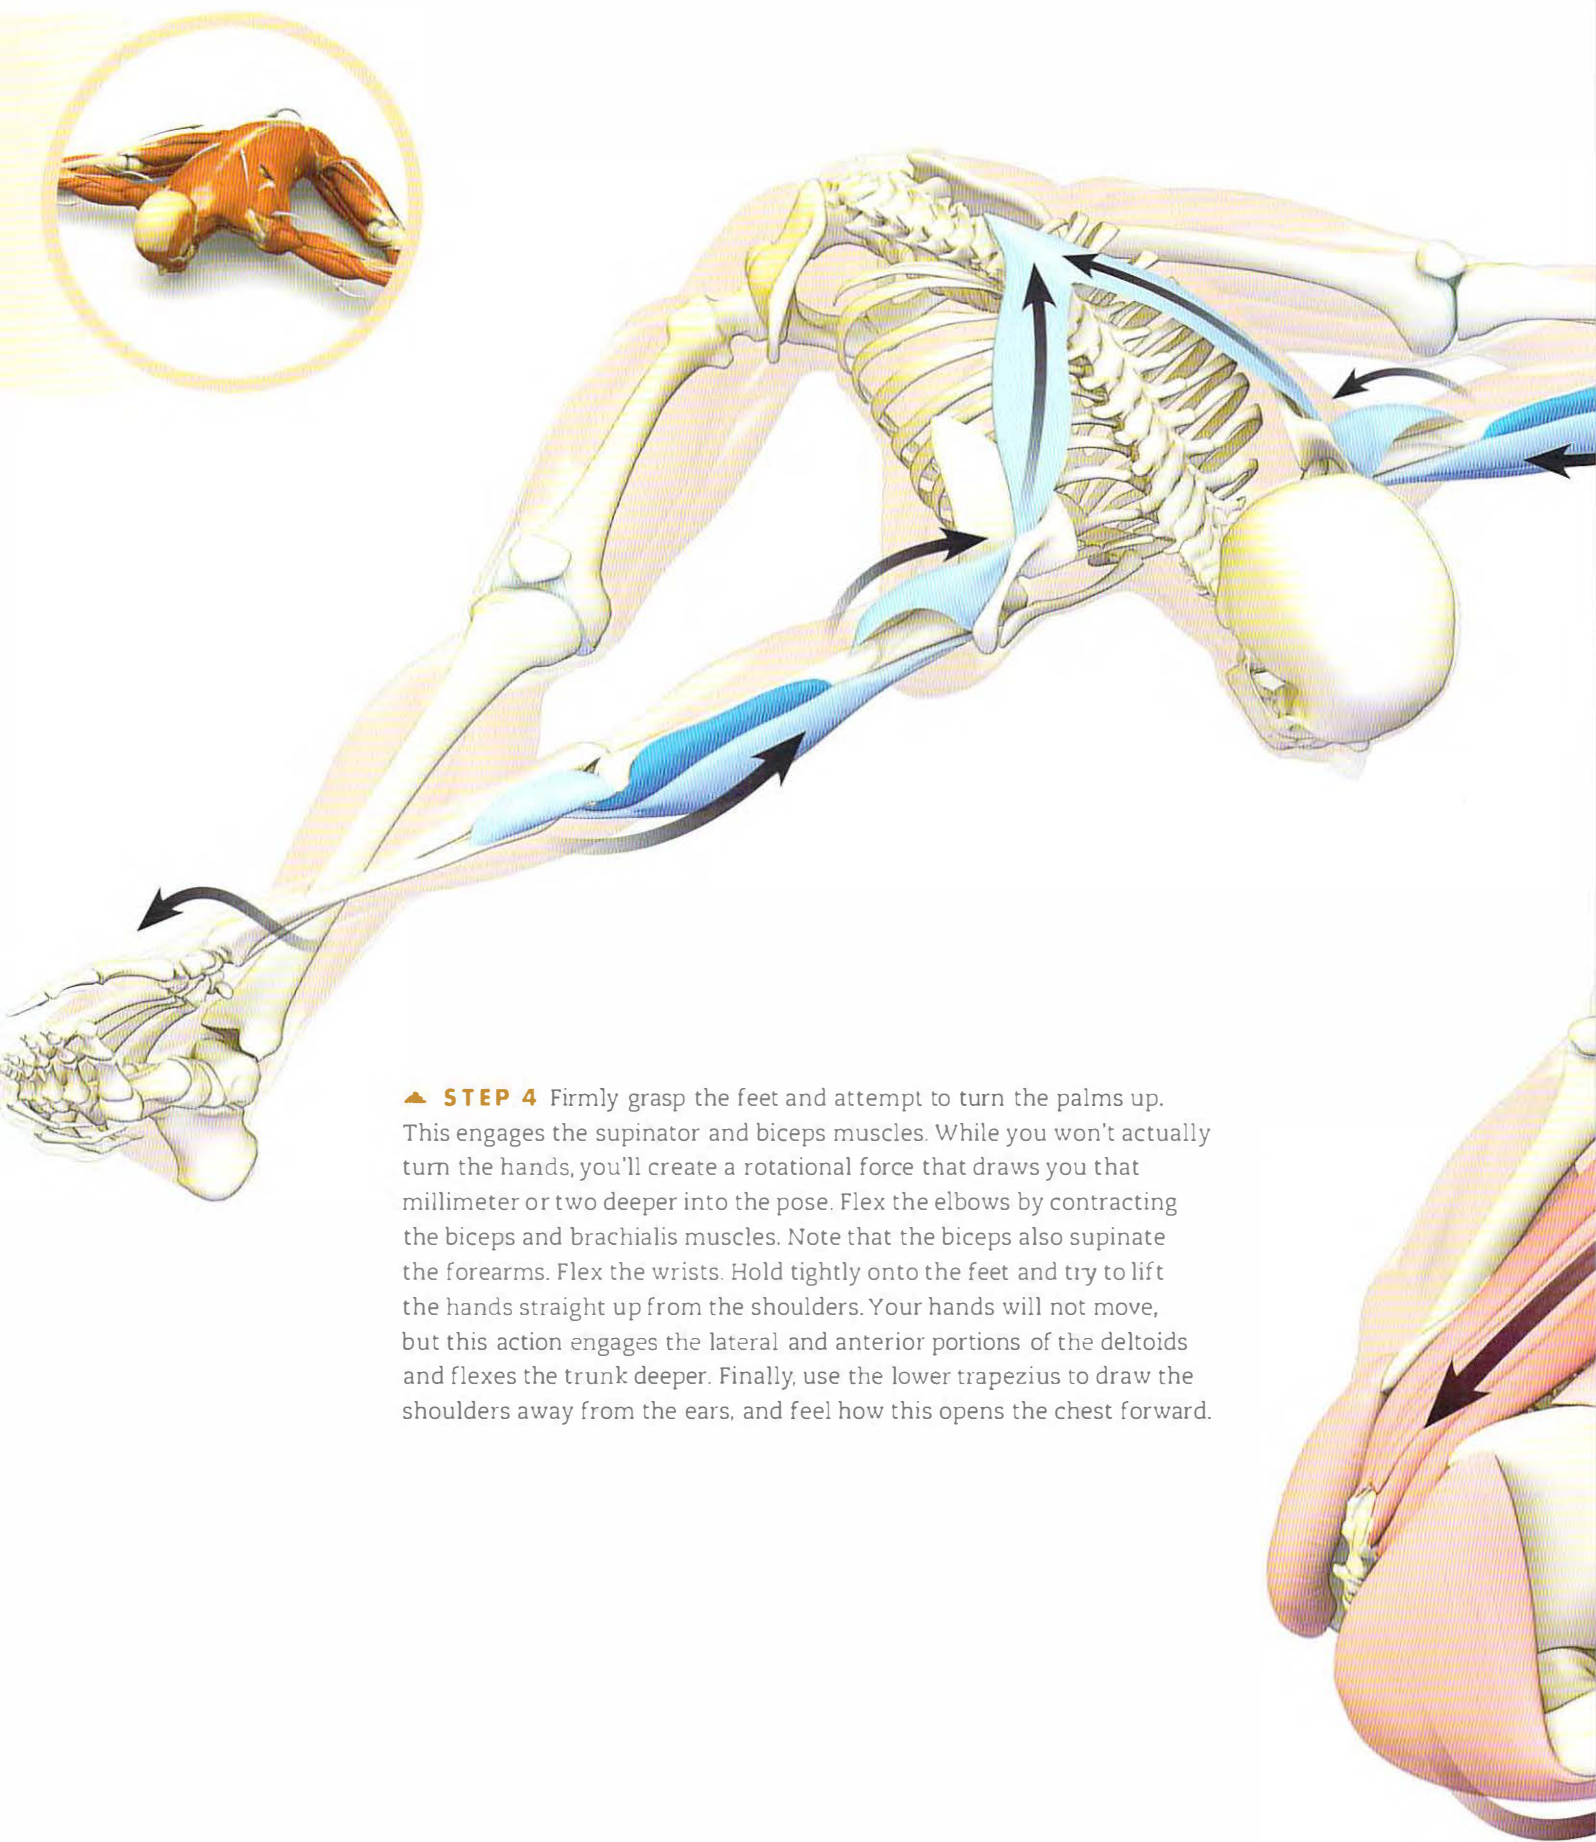 STEP 4 Firmly grasp the feet and attempt to turn the palms up.
This engages the supinator and biceps muscles. While you won't actually
turn the hands, you'll create a rotational force that draws you that
millimeter or two deeper into the pose. Flex the elbows by contracting
the biceps and brachialis muscles. Note that the biceps also supinate
the forearms. Flex the wrists. Hold tightly onto the feet and try to lift
the hands straight up from the shoulders. Your hands will not move,
but this action engages the lateral and anterior portions of the deltoids
and flexes the trunk deeper. Finally, use the lower trapezius to draw the
shoulders away from the ears, and feel how this opens the chest forward.